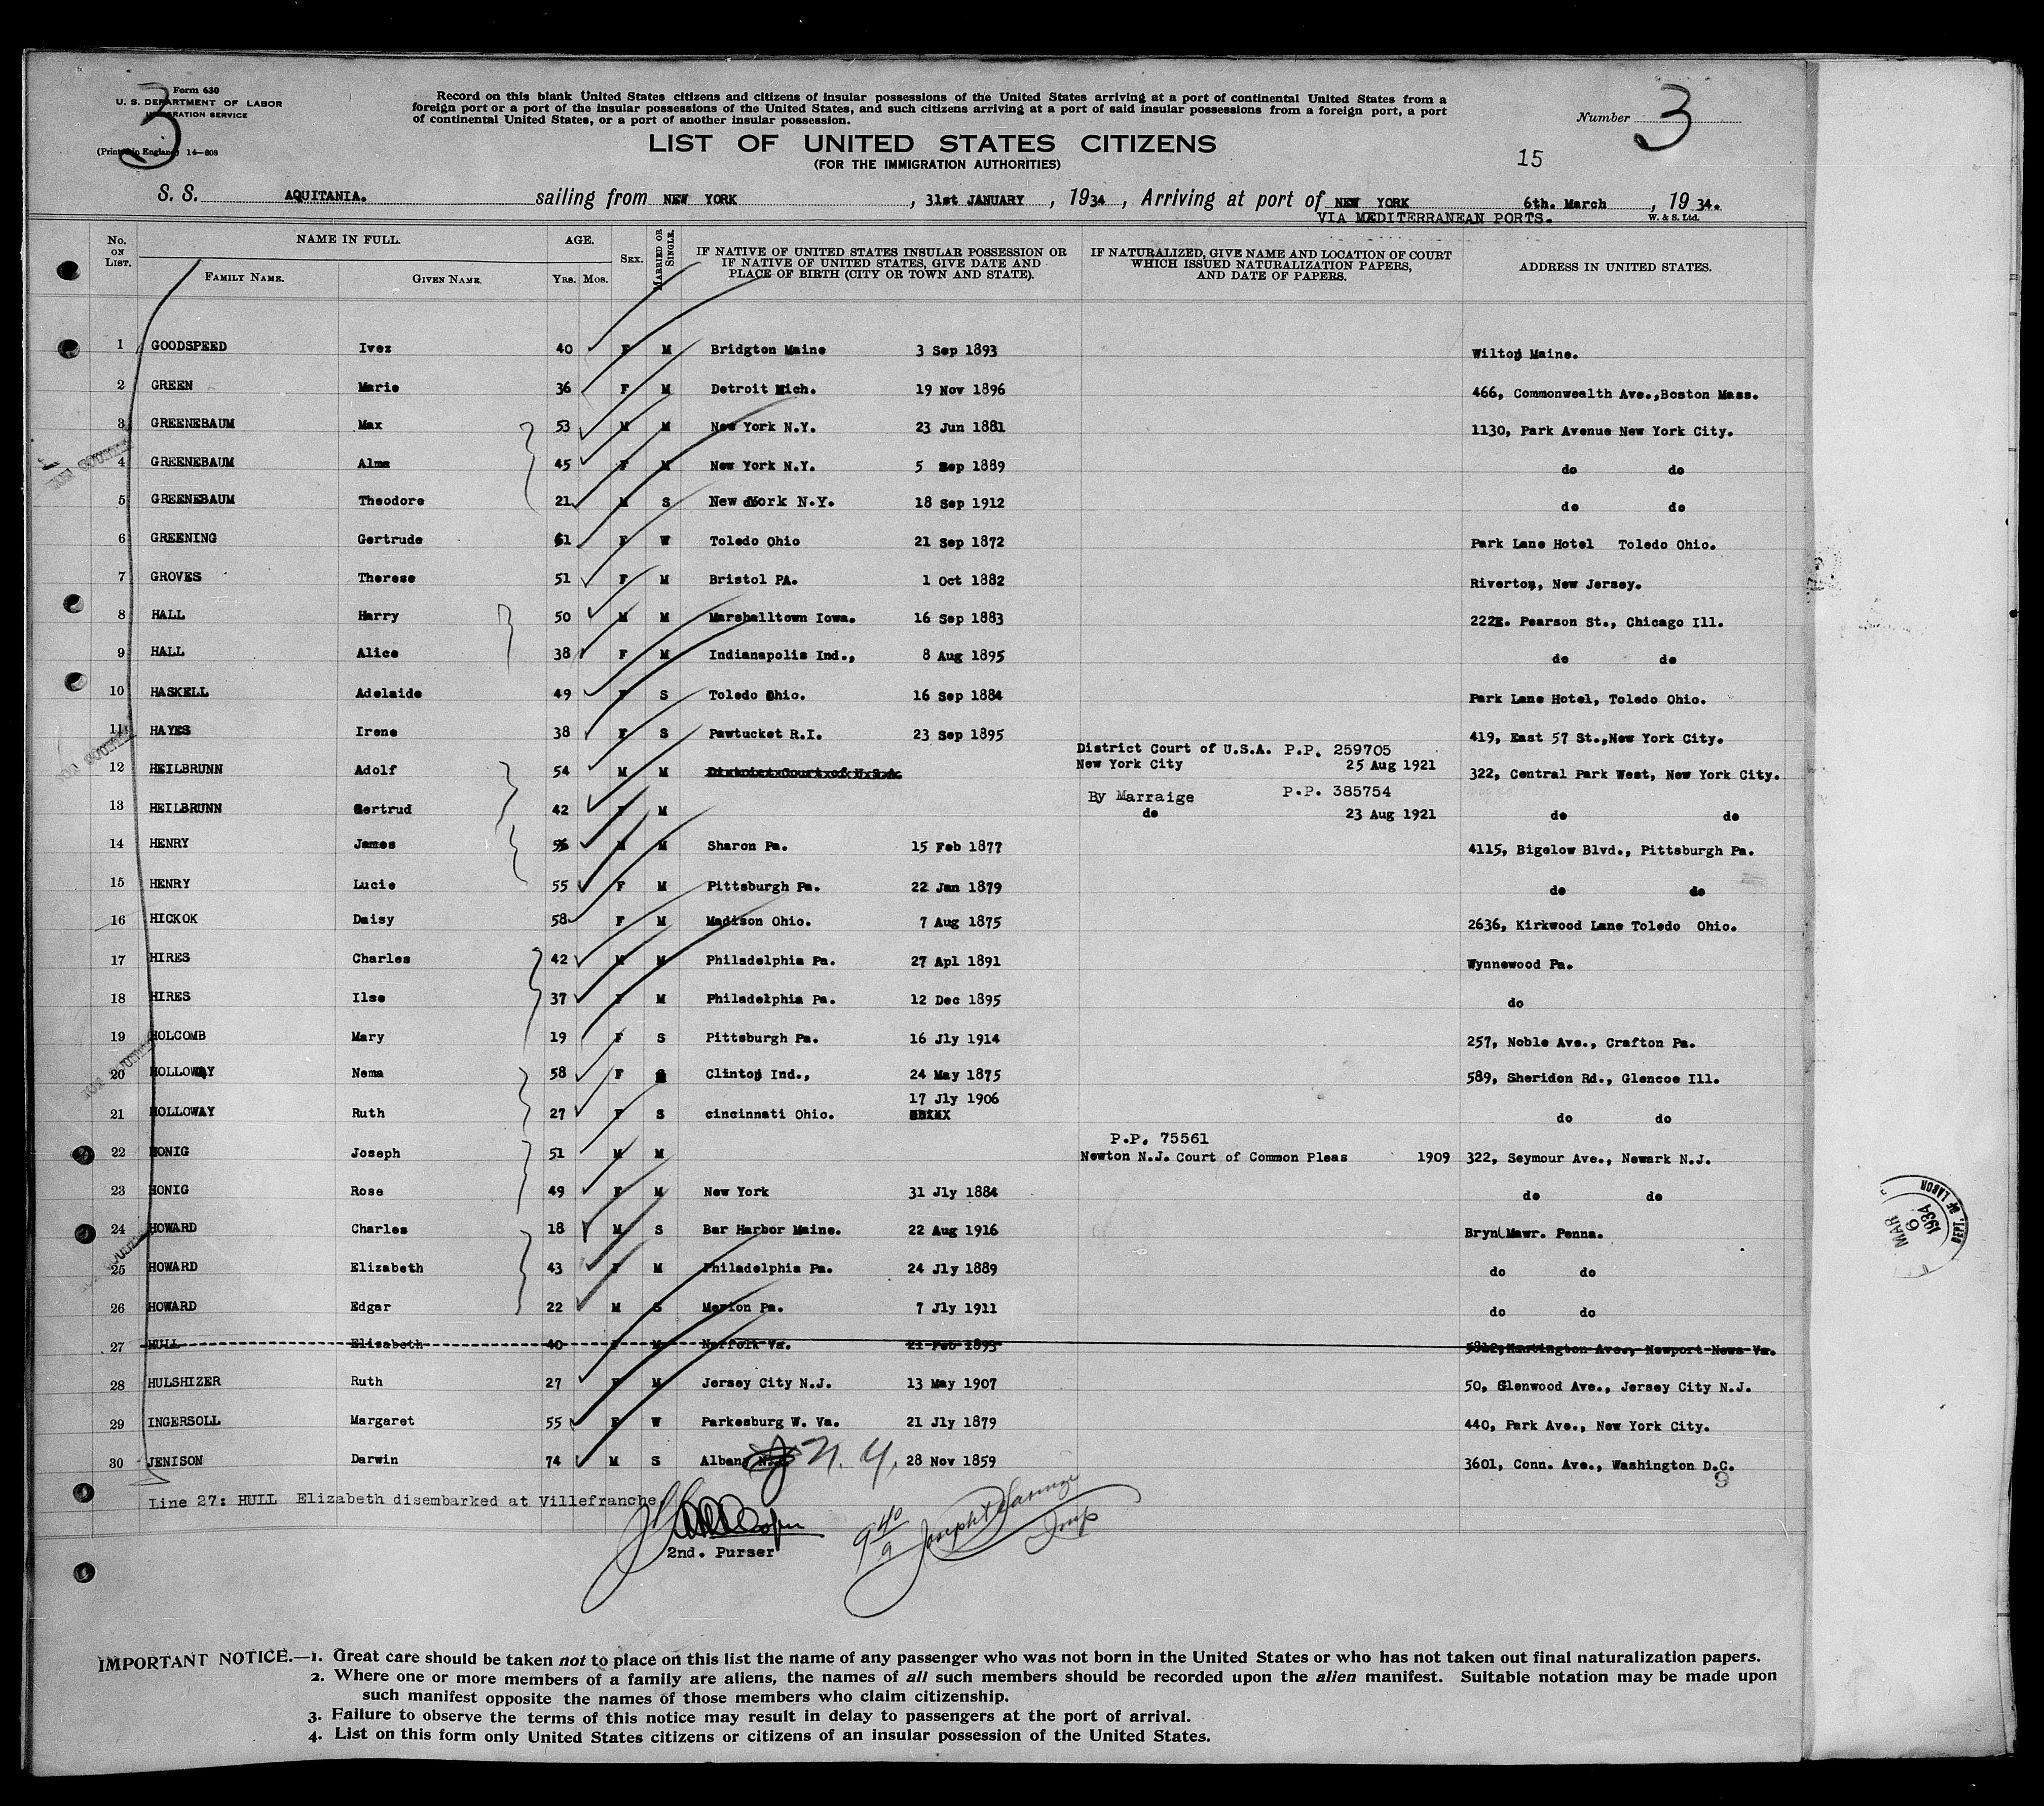 Form 630
U. S. DEPARTMENT OF LABOR
IMMIGRATION SERVICE
(Printed in England) 14—608
3
Record on this blank United States citizens and citizens of insular possessions of the United States arriving at a port of continental United States from a
foreign port or a port of the insular possessions of the United States, and such citizens arriving at a port of said insular possessions from a foreign port, a port
of continental United States, or a port of another insular possession.
Number 3
LIST OF UNITED STATES CITIZENS
(FOR THE IMMIGRATION AUTHORITIES)
15
S. S. AQUITANIA. sailing from NEW YORK , 31st JANUARY , 1934 , Arriving at port of NEW YORK 6th. March , 19 34.
VIA MEDITERRANEAN PORTS. W. & S. Ltd.
No. ON LIST. NAME IN FULL. FAMILY NAME. GIVEN NAME. AGE. YRS. MOS. SEX. MARRIED OR SINGLE. IF NATIVE OF UNITED STATES INSULAR POSSESSION OR IF NATIVE OF UNITED STATES, GIVE DATE AND PLACE OF BIRTH (CITY OR TOWN AND STATE). IF NATURALIZED, GIVE NAME AND LOCATION OF COURT WHICH ISSUED NATURALIZATION PAPERS, AND DATE OF PAPERS. ADDRESS IN UNITED STATES.
1 GOODSPEED Ivez 40 F M Bridgton Maine 3 Sep 1893 Wilton Maine.
2 GREEN Marie 36 F M Detroit Mich. 19 Nov 1896 466, Commonwealth Ave.,Boston Mass.
3 GREENEBAUM Max 53 M M New York N.Y. 23 Jun 1881 1130, Park Avenue New York City.
4 GREENEBAUM Alma 45 F M New York N.Y. 5 Sep 1889 do do
5 GREENEBAUM Theodore 21 M S New York N.Y. 18 Sep 1912 do do
6 GREENING Gertrude 61 F W Toledo Ohio 21 Sep 1872 Park Lane Hotel Toledo Ohio.
7 GROVES Therese 51 F M Bristol PA. 1 Oct 1882 Riverton, New Jersey.
8 HALL Harry 50 M M Marshalltown Iowa. 16 Sep 1883 222E. Pearson St., Chicago Ill.
9 HALL Alice 38 F M Indianapolis Ind., 8 Aug 1895 do do
10 HASKELL Adelaide 49 F S Toledo Ohio. 16 Sep 1884 Park Lane Hotel, Toledo Ohio.
11 HAYES Irene 38 F S Pawtucket R.I. 23 Sep 1895 419, East 57 St.,New York City.
District Court of U.S.A. P.P. 259705
12 HEILBRUNN Adolf 54 M M District Court of U.S.A. New York City 25 Aug 1921 322, Central Park West, New York City.
By Marraige P.P. 385754
13 HEILBRUNN Gertrud 42 F M do 23 Aug 1921 do do
14 HENRY James 56 M M Sharon Pa. 15 Feb 1877 4115, Bigelow Blvd., Pittsburgh Pa.
15 HENRY Lucie 55 F M Pittsburgh Pa. 22 Jan 1879 do do
16 HICKOK Daisy 58 F M Madison Ohio. 7 Aug 1875 2636, Kirkwood Lane Toledo Ohio.
17 HIRES Charles 42 M M Philadelphia Pa. 27 Apl 1891 Wynnewood Pa.
18 HIRES Ilse 37 F M Philadelphia Pa. 12 Dec 1895 do
19 HOLCOMB Mary 19 F S Pittsburgh Pa. 16 Jly 1914 257, Noble Ave., Crafton Pa.
20 HOLLOWAY Nema 58 F Clinton Ind., 24 May 1875 589, Sheridon Rd., Glencoe Ill.
17 Jly 1906
21 HOLLOWAY Ruth 27 F S cincinnati Ohio. do do
P.P. 75561
22 HONIG Joseph 51 M M Newton N.J. Court of Common Pleas 1909 322, Seymour Ave., Newark N.J.
23 HONIG Rose 49 F M New York 31 Jly 1884 do do
24 HOWARD Charles 18 M S Bar Harbor Maine. 22 Aug 1916 Bryn Mawr. Penna.
25 HOWARD Elizabeth 43 F M Philadelphia Pa. 24 Jly 1889 do do
26 HOWARD Edgar 22 M S Merion Pa. 7 Jly 1911 do do
27 HULL Elizabeth 40 F M Norfolk Va. 21 Feb 1893 5812,Huntington Ave., Newport News Va.
28 HULSHIZER Ruth 27 F M Jersey City N.J. 13 May 1907 50, Glenwood Ave., Jersey City N.J.
29 INGERSOLL Margaret 55 F W Parkesburg W. Va. 21 Jly 1879 440, Park Ave., New York City.
30 JENISON Darwin 74 M S Albany N.Y. 28 Nov 1859 3601, Conn. Ave., Washington D.C.
9
Line 27: HULL Elizabeth disembarked at Villefranche.
2nd. Purser
9 40/9
Insp
DEP'T. OF LABOR
MAR 6 1934
IMPORTANT NOTICE.—1. Great care should be taken not to place on this list the name of any passenger who was not born in the United States or who has not taken out final naturalization papers.
2. Where one or more members of a family are aliens, the names of all such members should be recorded upon the alien manifest. Suitable notation may be made upon
such manifest opposite the names of those members who claim citizenship.
3. Failure to observe the terms of this notice may result in delay to passengers at the port of arrival.
4. List on this form only United States citizens or citizens of an insular possession of the United States.